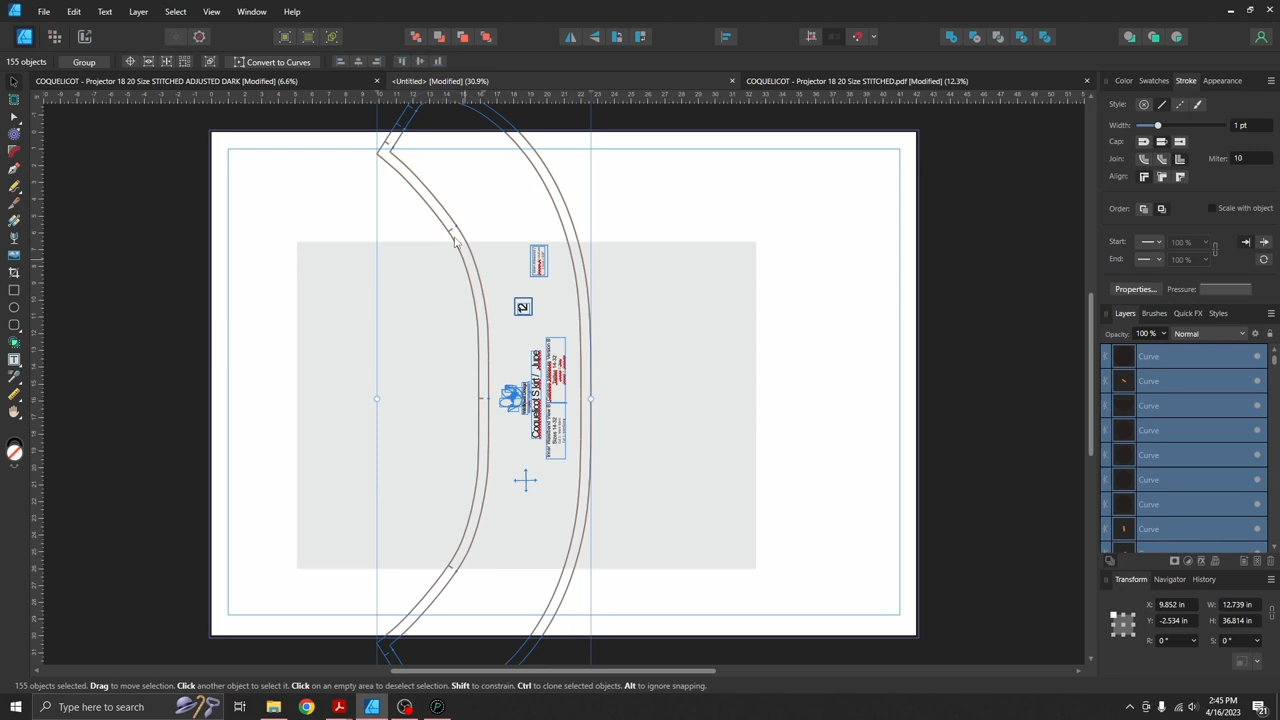 File Edit Text Layer Select View Window Help
155 objects Group Convert to Curves
COQUELICOT - Projector 18 20 Size STITCHED ADJUSTED DARK [Modified] (6.6%) × <Untitled> [Modified] (30.9%) × COQUELICOT - Projector 18 20 Size STITCHED.pdf [Modified] (12.3%) ×
Color Swatches Stroke Appearance
Style:
Width: 1 pt
Cap:
Join: Miter: 10
Align:
Scale with object
Order:
Start: 100 %
End: 100 %
Properties... Pressure:
Layers Brushes Quick FX Styles
Opacity: 100 % Normal
Curve
Curve
Curve
Curve
Curve
Curve
Curve
Curve
Transform Navigator History
X: 9.852 in W: 12.739 in
Y: -2.534 in H: 36.814 in
R: 0 ° S: 0 °
12
Coquelicot Skirt / Jupe
Sizes 14-32
155 objects selected. Drag to move selection. Click another object to select it. Click on an empty area to deselect selection. Shift to constrain. Ctrl to clone selected objects. Alt to ignore snapping.
Type here to search
2:45 PM
4/16/2023